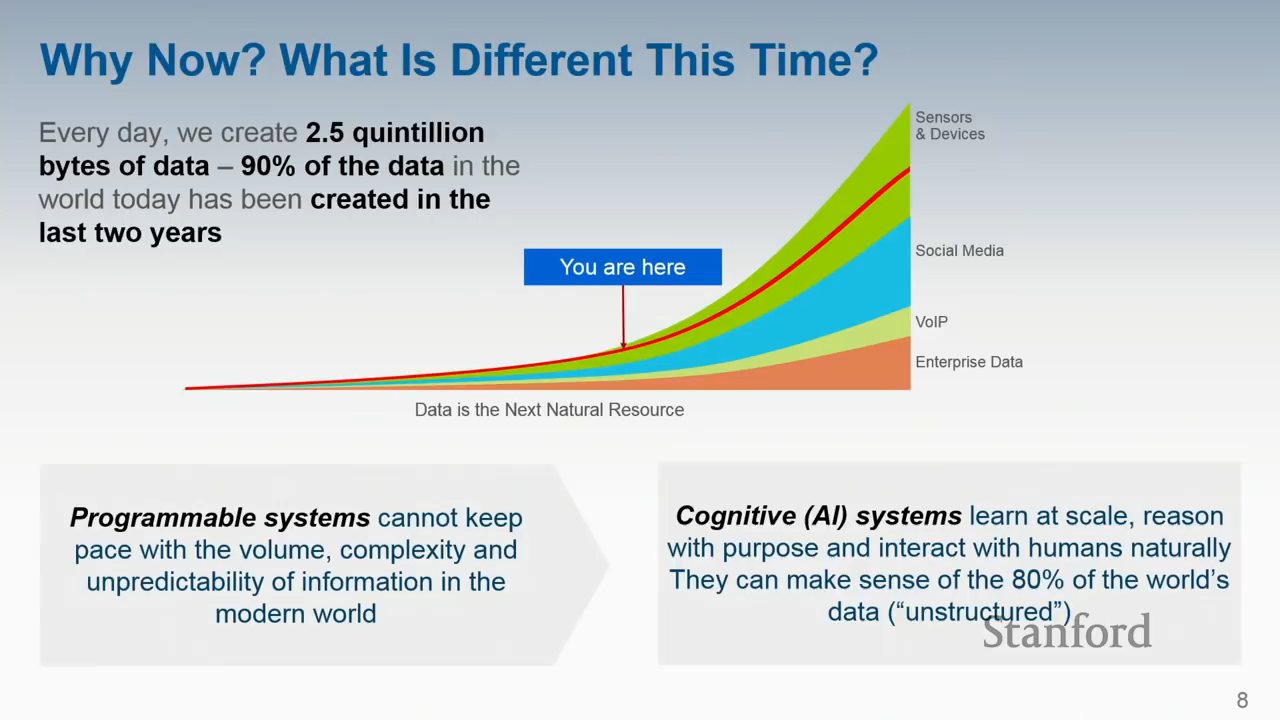 Why Now? What Is Different This Time?
Every day, we create 2.5 quintillion
bytes of data – 90% of the data in the
world today has been created in the
last two years
You are here
Sensors
& Devices
Social Media
VoIP
Enterprise Data
Data is the Next Natural Resource
Programmable systems cannot keep
pace with the volume, complexity and
unpredictability of information in the
modern world
Cognitive (AI) systems learn at scale, reason
with purpose and interact with humans naturally
They can make sense of the 80% of the world's
data (“unstructured”)
Stanford
8